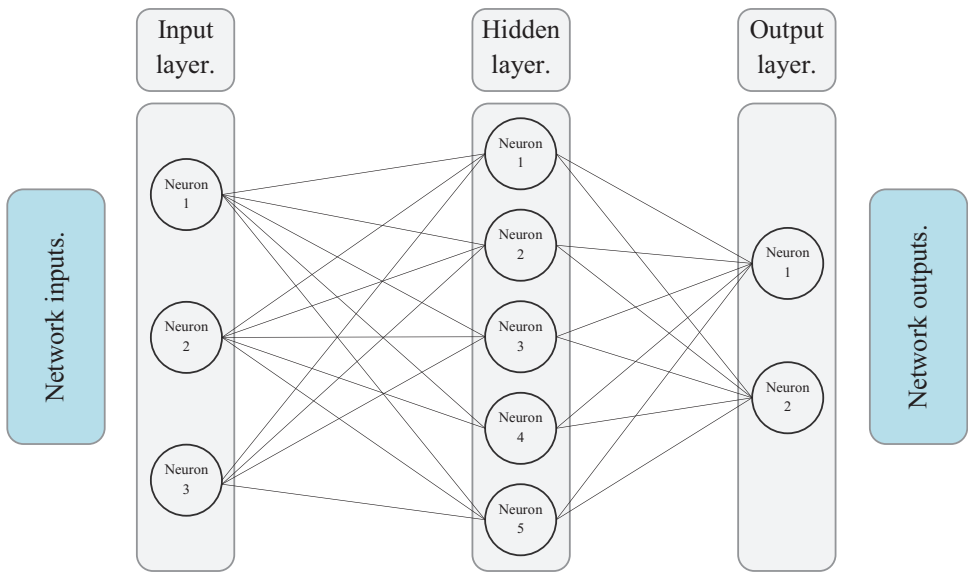 Input
layer.
Hidden
layer.
Output
layer.
Network inputs.
Neuron
1
Neuron
2
Neuron
3
Neuron
1
Neuron
2
Neuron
3
Neuron
4
Neuron
5
Neuron
1
Neuron
2
Network outputs.